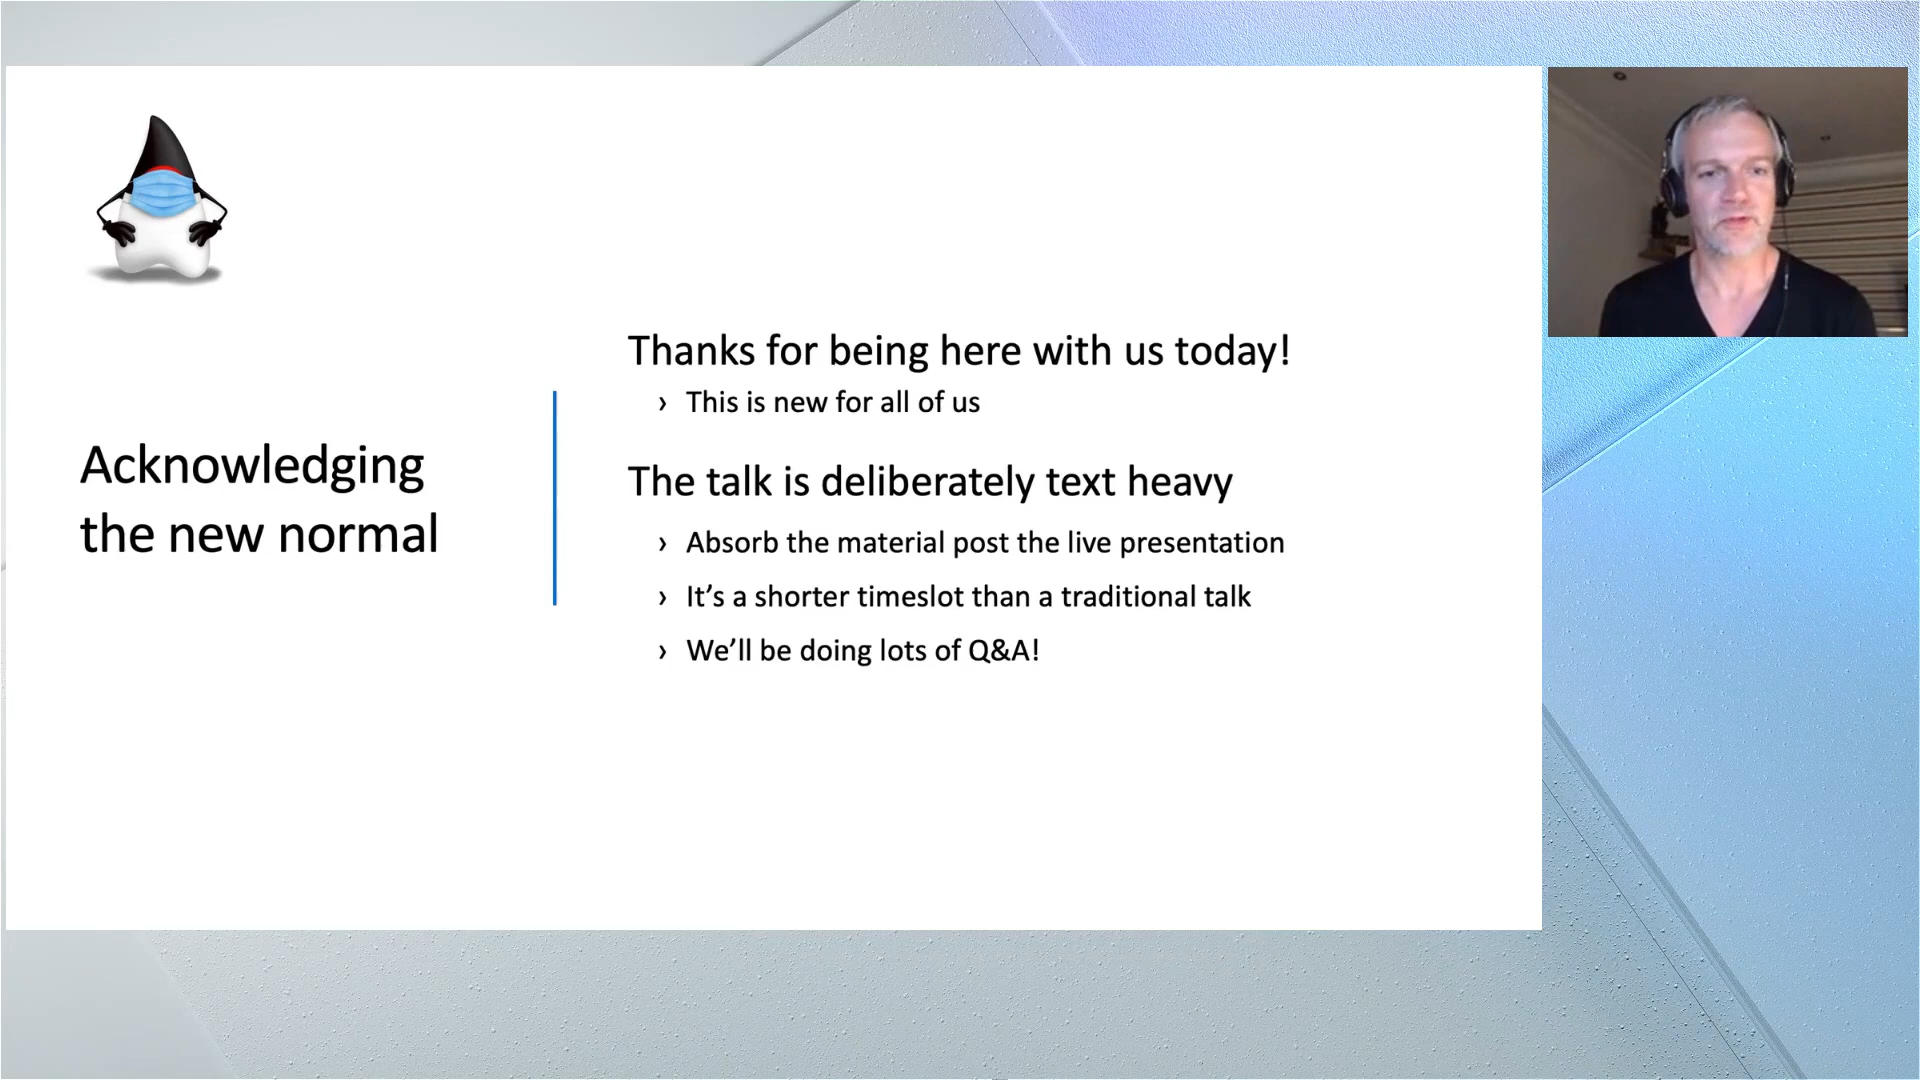 Acknowledging
the new normal
Thanks for being here with us today!
› This is new for all of us
The talk is deliberately text heavy
› Absorb the material post the live presentation
› It’s a shorter timeslot than a traditional talk
› We’ll be doing lots of Q&A!